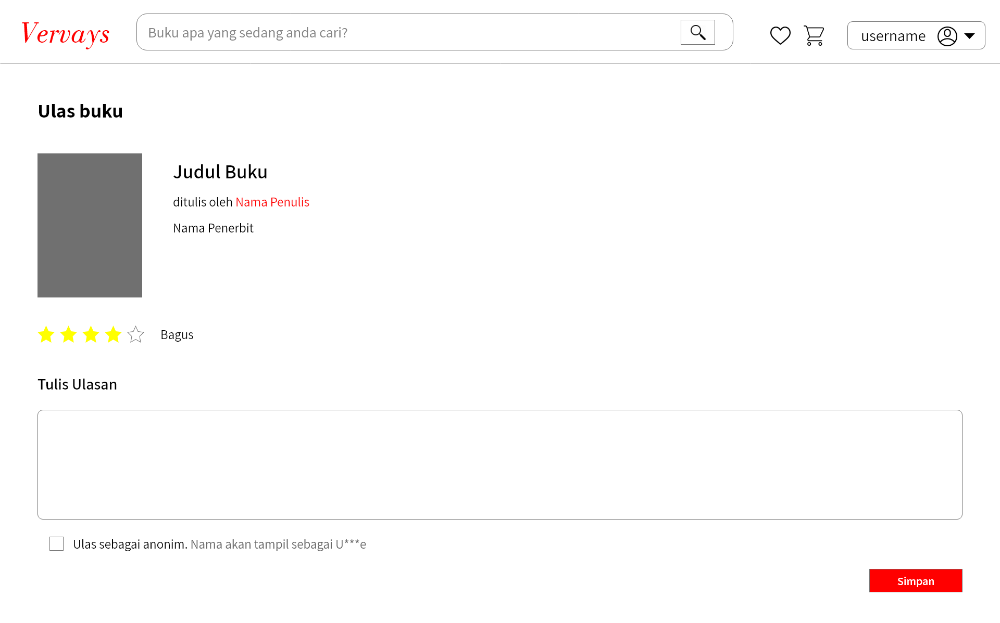 Vervays
Buku apa yang sedang anda cari?
username
Ulas buku
Judul Buku
ditulis oleh Nama Penulis
Nama Penerbit
Bagus
Tulis Ulasan
Ulas sebagai anonim. Nama akan tampil sebagai U***e
Simpan